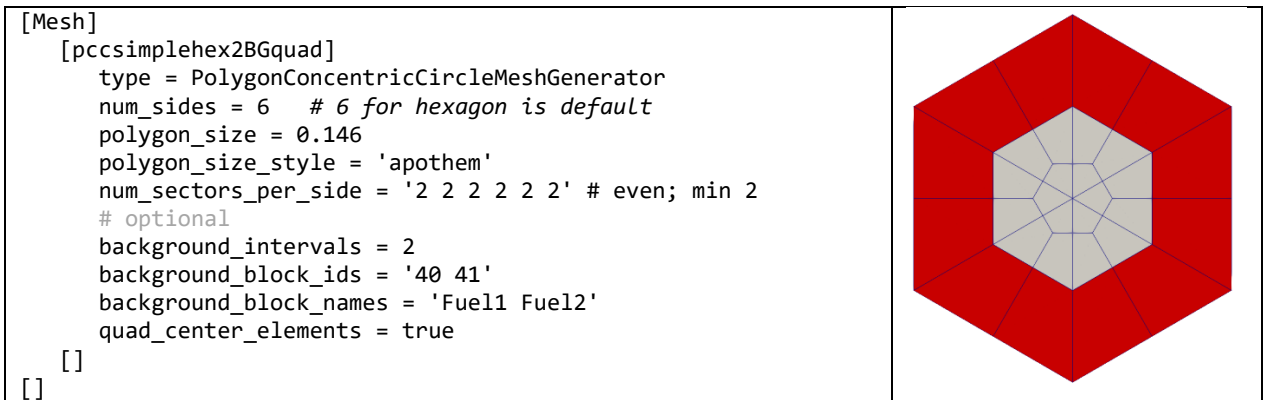 [Mesh]
[pccsimplehex2BGquad]
type = PolygonConcentricCircleMeshGenerator
num_sides = 6 # 6 for hexagon is default
polygon_size = 0.146
polygon_size_style = 'apothem'
num_sectors_per_side = '2 2 2 2 2 2' # even; min 2
# optional
background_intervals = 2
background_block_ids = '40 41'
background_block_names = 'Fuel1 Fuel2'
quad_center_elements = true
[]
[]